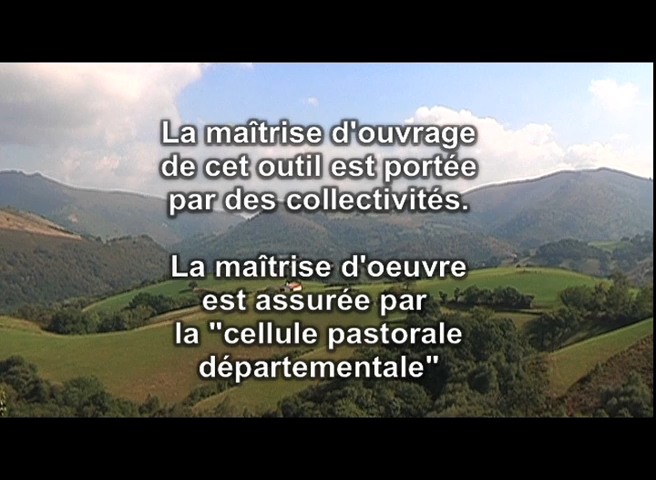 La maîtrise d'ouvrage
de cet outil est portée
par des collectivités.
La maîtrise d'oeuvre
est assurée par
la "cellule pastorale
départementale"